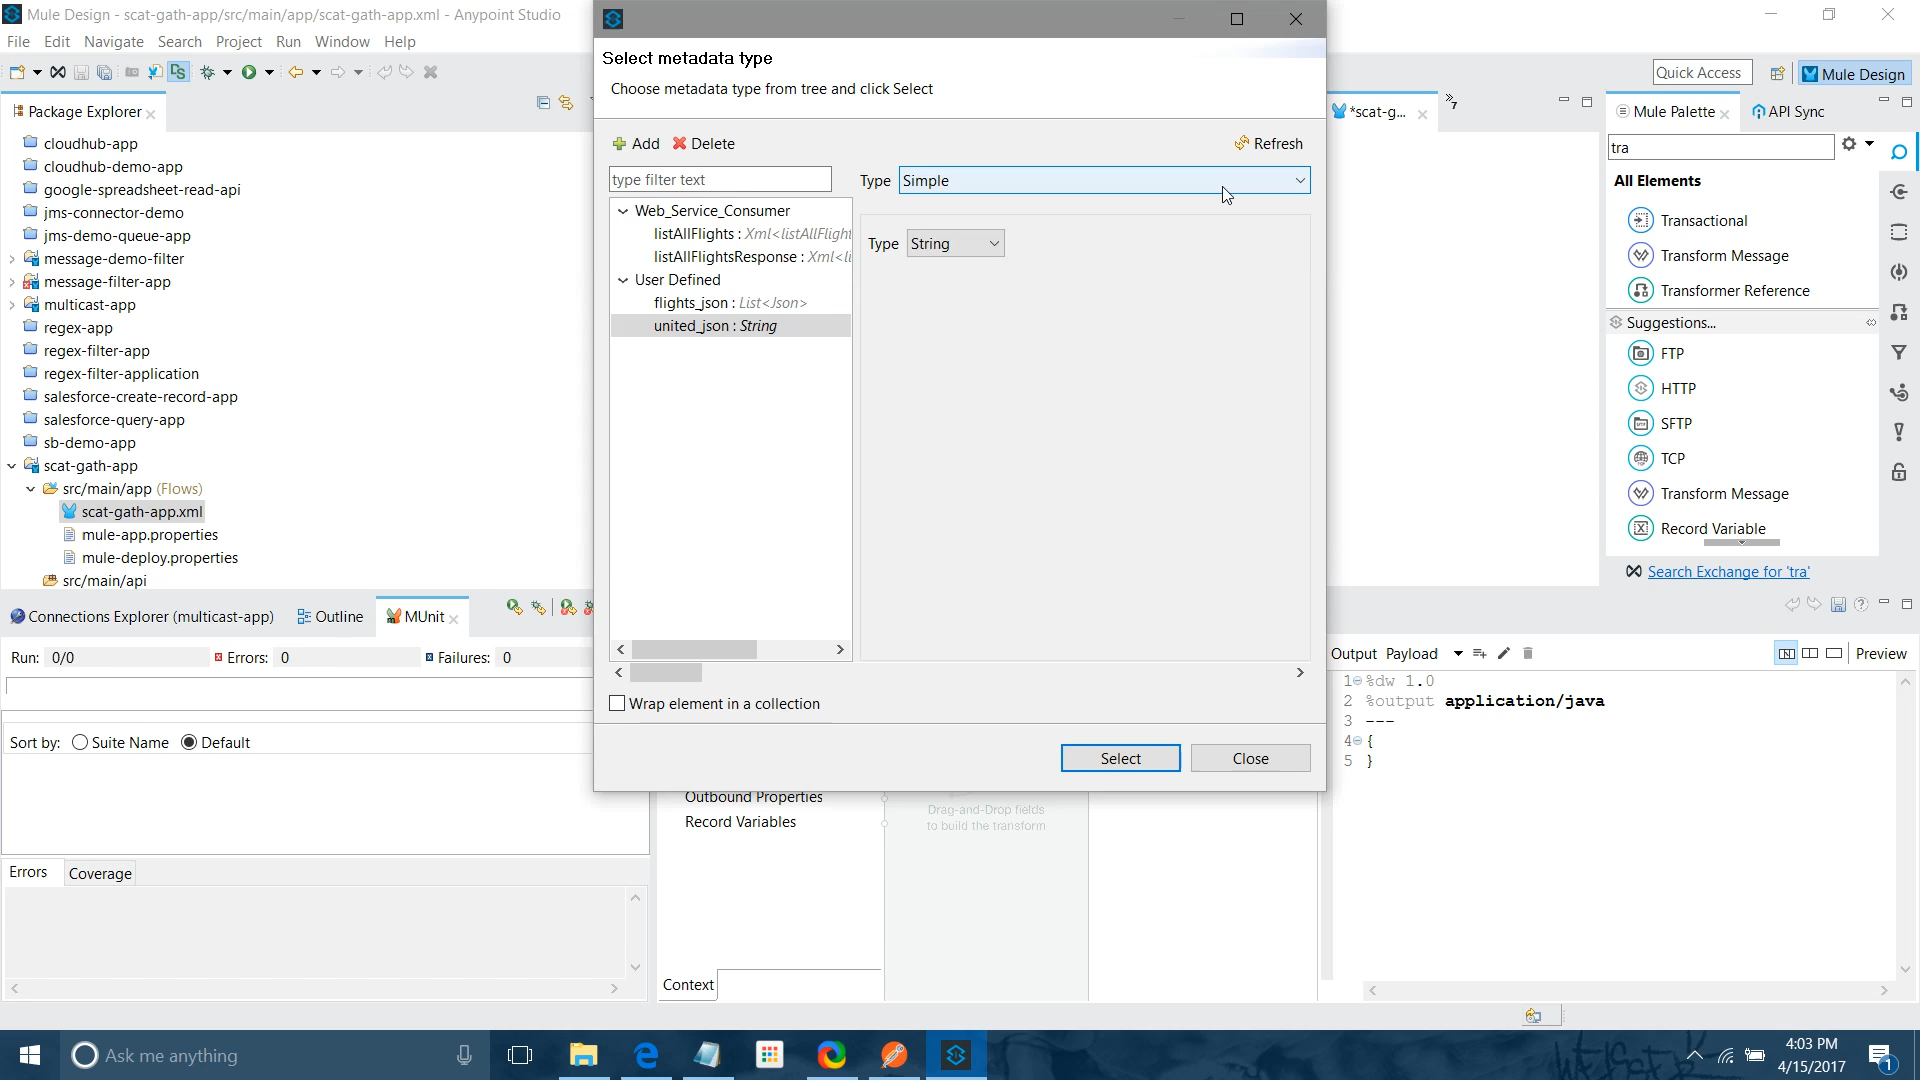 Mule Design - scat-gath-app/src/main/app/scat-gath-app.xml - Anypoint Studio
File Edit Navigate Search Project Run Window Help
Quick Access
Mule Design
Package Explorer
cloudhub-app
cloudhub-demo-app
google-spreadsheet-read-api
jms-connector-demo
jms-demo-queue-app
message-demo-filter
message-filter-app
multicast-app
regex-app
regex-filter-app
regex-filter-application
salesforce-create-record-app
salesforce-query-app
sb-demo-app
scat-gath-app
src/main/app (Flows)
scat-gath-app.xml
mule-app.properties
mule-deploy.properties
src/main/api
Select metadata type
Choose metadata type from tree and click Select
Add Delete Refresh
type filter text
Type Simple
Web_Service_Consumer
listAllFlights : Xml<listAllFlight
listAllFlightsResponse : Xml<li
User Defined
flights_json : List<Json>
united_json : String
Type String
Wrap element in a collection
Select Close
*scat-g...
7
Mule Palette API Sync
tra
All Elements
Transactional
Transform Message
Transformer Reference
Suggestions...
FTP
HTTP
SFTP
TCP
Transform Message
Record Variable
Search Exchange for 'tra'
Connections Explorer (multicast-app) Outline MUnit
Run: 0/0 Errors: 0 Failures: 0
Sort by: Suite Name Default
Errors Coverage
Outbound Properties
Record Variables
Drag-and-Drop fields
to build the transform
Context
Output Payload Preview
1 %dw 1.0
2 %output application/java
3 ---
4 {
5 }
Ask me anything
4:03 PM
4/15/2017
1